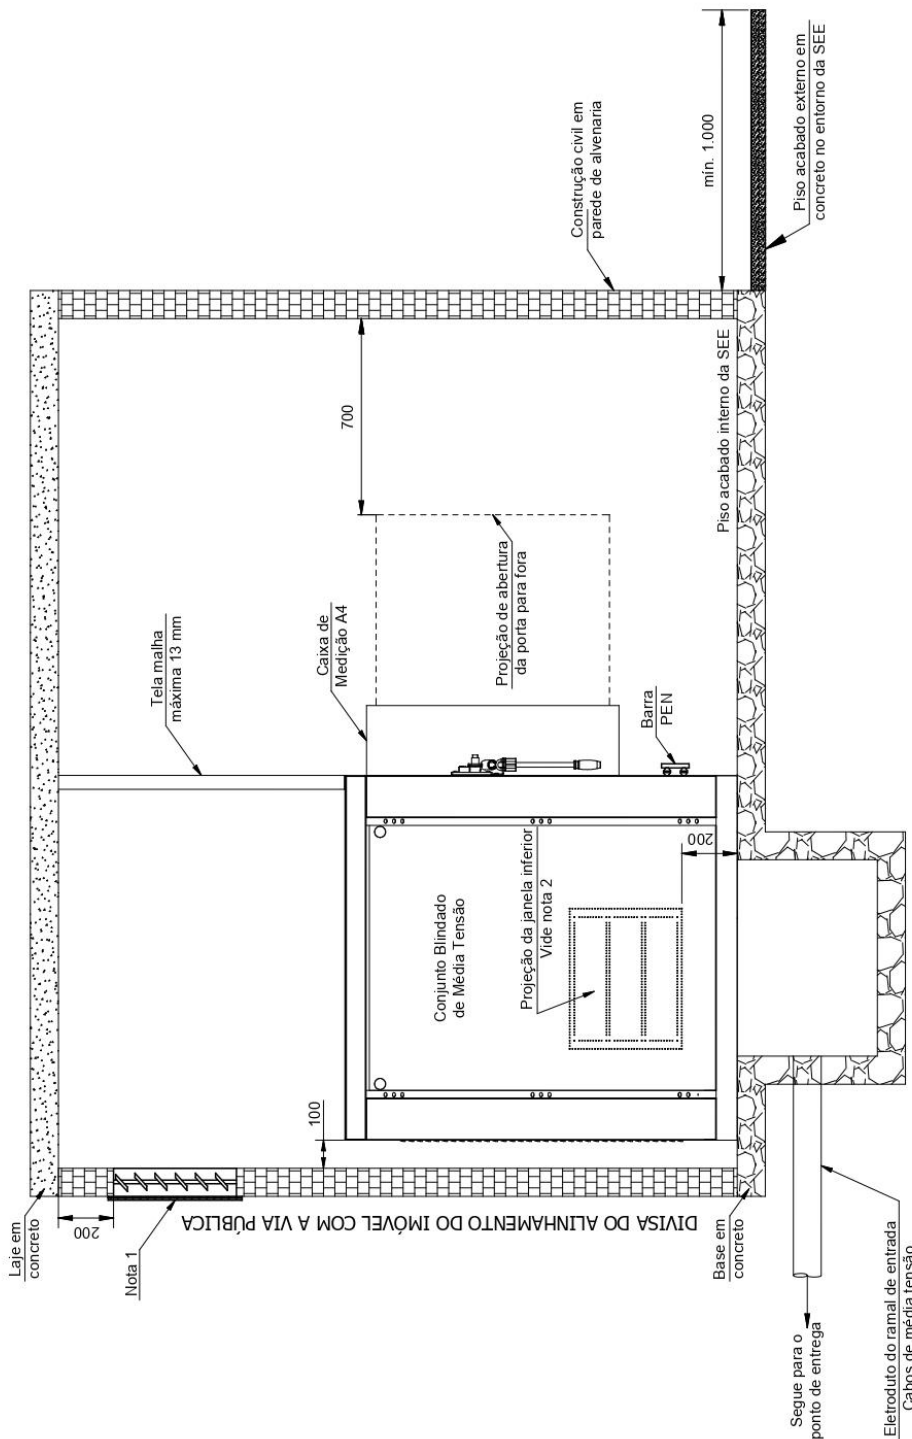 Laje em
concreto
200
Nota 1
DIVISA DO ALINHAMENTO DO IMÓVEL COM A VIA PÚBLICA
100
Tela malha
máxima 13 mm
Caixa de
Medição A4
Conjunto Blindado
de Média Tensão
Projeção da janela inferior
Vide nota 2
200
Barra
PEN
Projeção de abertura
da porta para fora
700
Construção civil em
parede de alvenaria
Piso acabado interno da SEE
mín. 1.000
Piso acabado externo em
concreto no entorno da SEE
Base em
concreto
Segue para o
ponto de entrega
Eletroduto do ramal de entrada
Cabos de média tensão